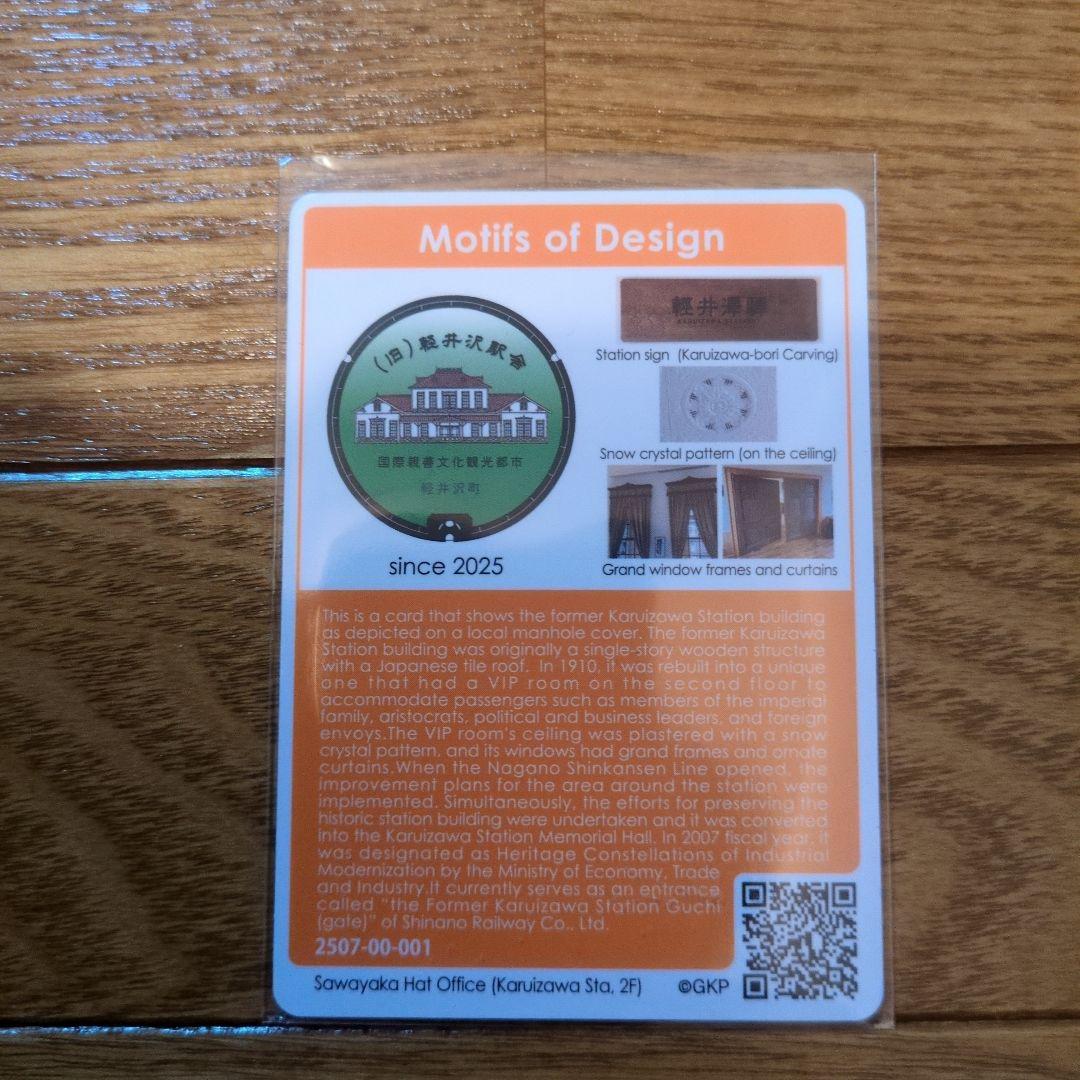 Motifs of Design
(旧)軽井沢駅舎
国際親善文化観光都市
軽井沢町
since 2025
輕井澤驛
KARUIZAWA STATION
Station sign (Karuizawa-bori Carving)
Snow crystal pattern (on the ceiling)
Grand window frames and curtains
This is a card that shows the former Karuizawa Station building
as depicted on a local manhole cover. The former Karuizawa
Station building was originally a single-story wooden structure
with a Japanese tile roof. In 1910, it was rebuilt into a unique
one that had a VIP room on the second floor to
accommodate passengers such as members of the imperial
family, aristocrats, political and business leaders, and foreign
envoys.The VIP room's ceiling was plastered with a snow
crystal pattern, and its windows had grand frames and ornate
curtains.When the Nagano Shinkansen Line opened, the
improvement plans for the area around the station were
implemented. Simultaneously, the efforts for preserving the
historic station building were undertaken and it was converted
into the Karuizawa Station Memorial Hall. In 2007 fiscal year, it
was designated as Heritage Constellations of Industrial
Modernization by the Ministry of Economy, Trade
and Industry.It currently serves as an entrance
called “the Former Karuizawa Station Guchi
(gate)” of Shinano Railway Co., Ltd.
2507-00-001
Sawayaka Hat Office (Karuizawa Sta, 2F)
©GKP